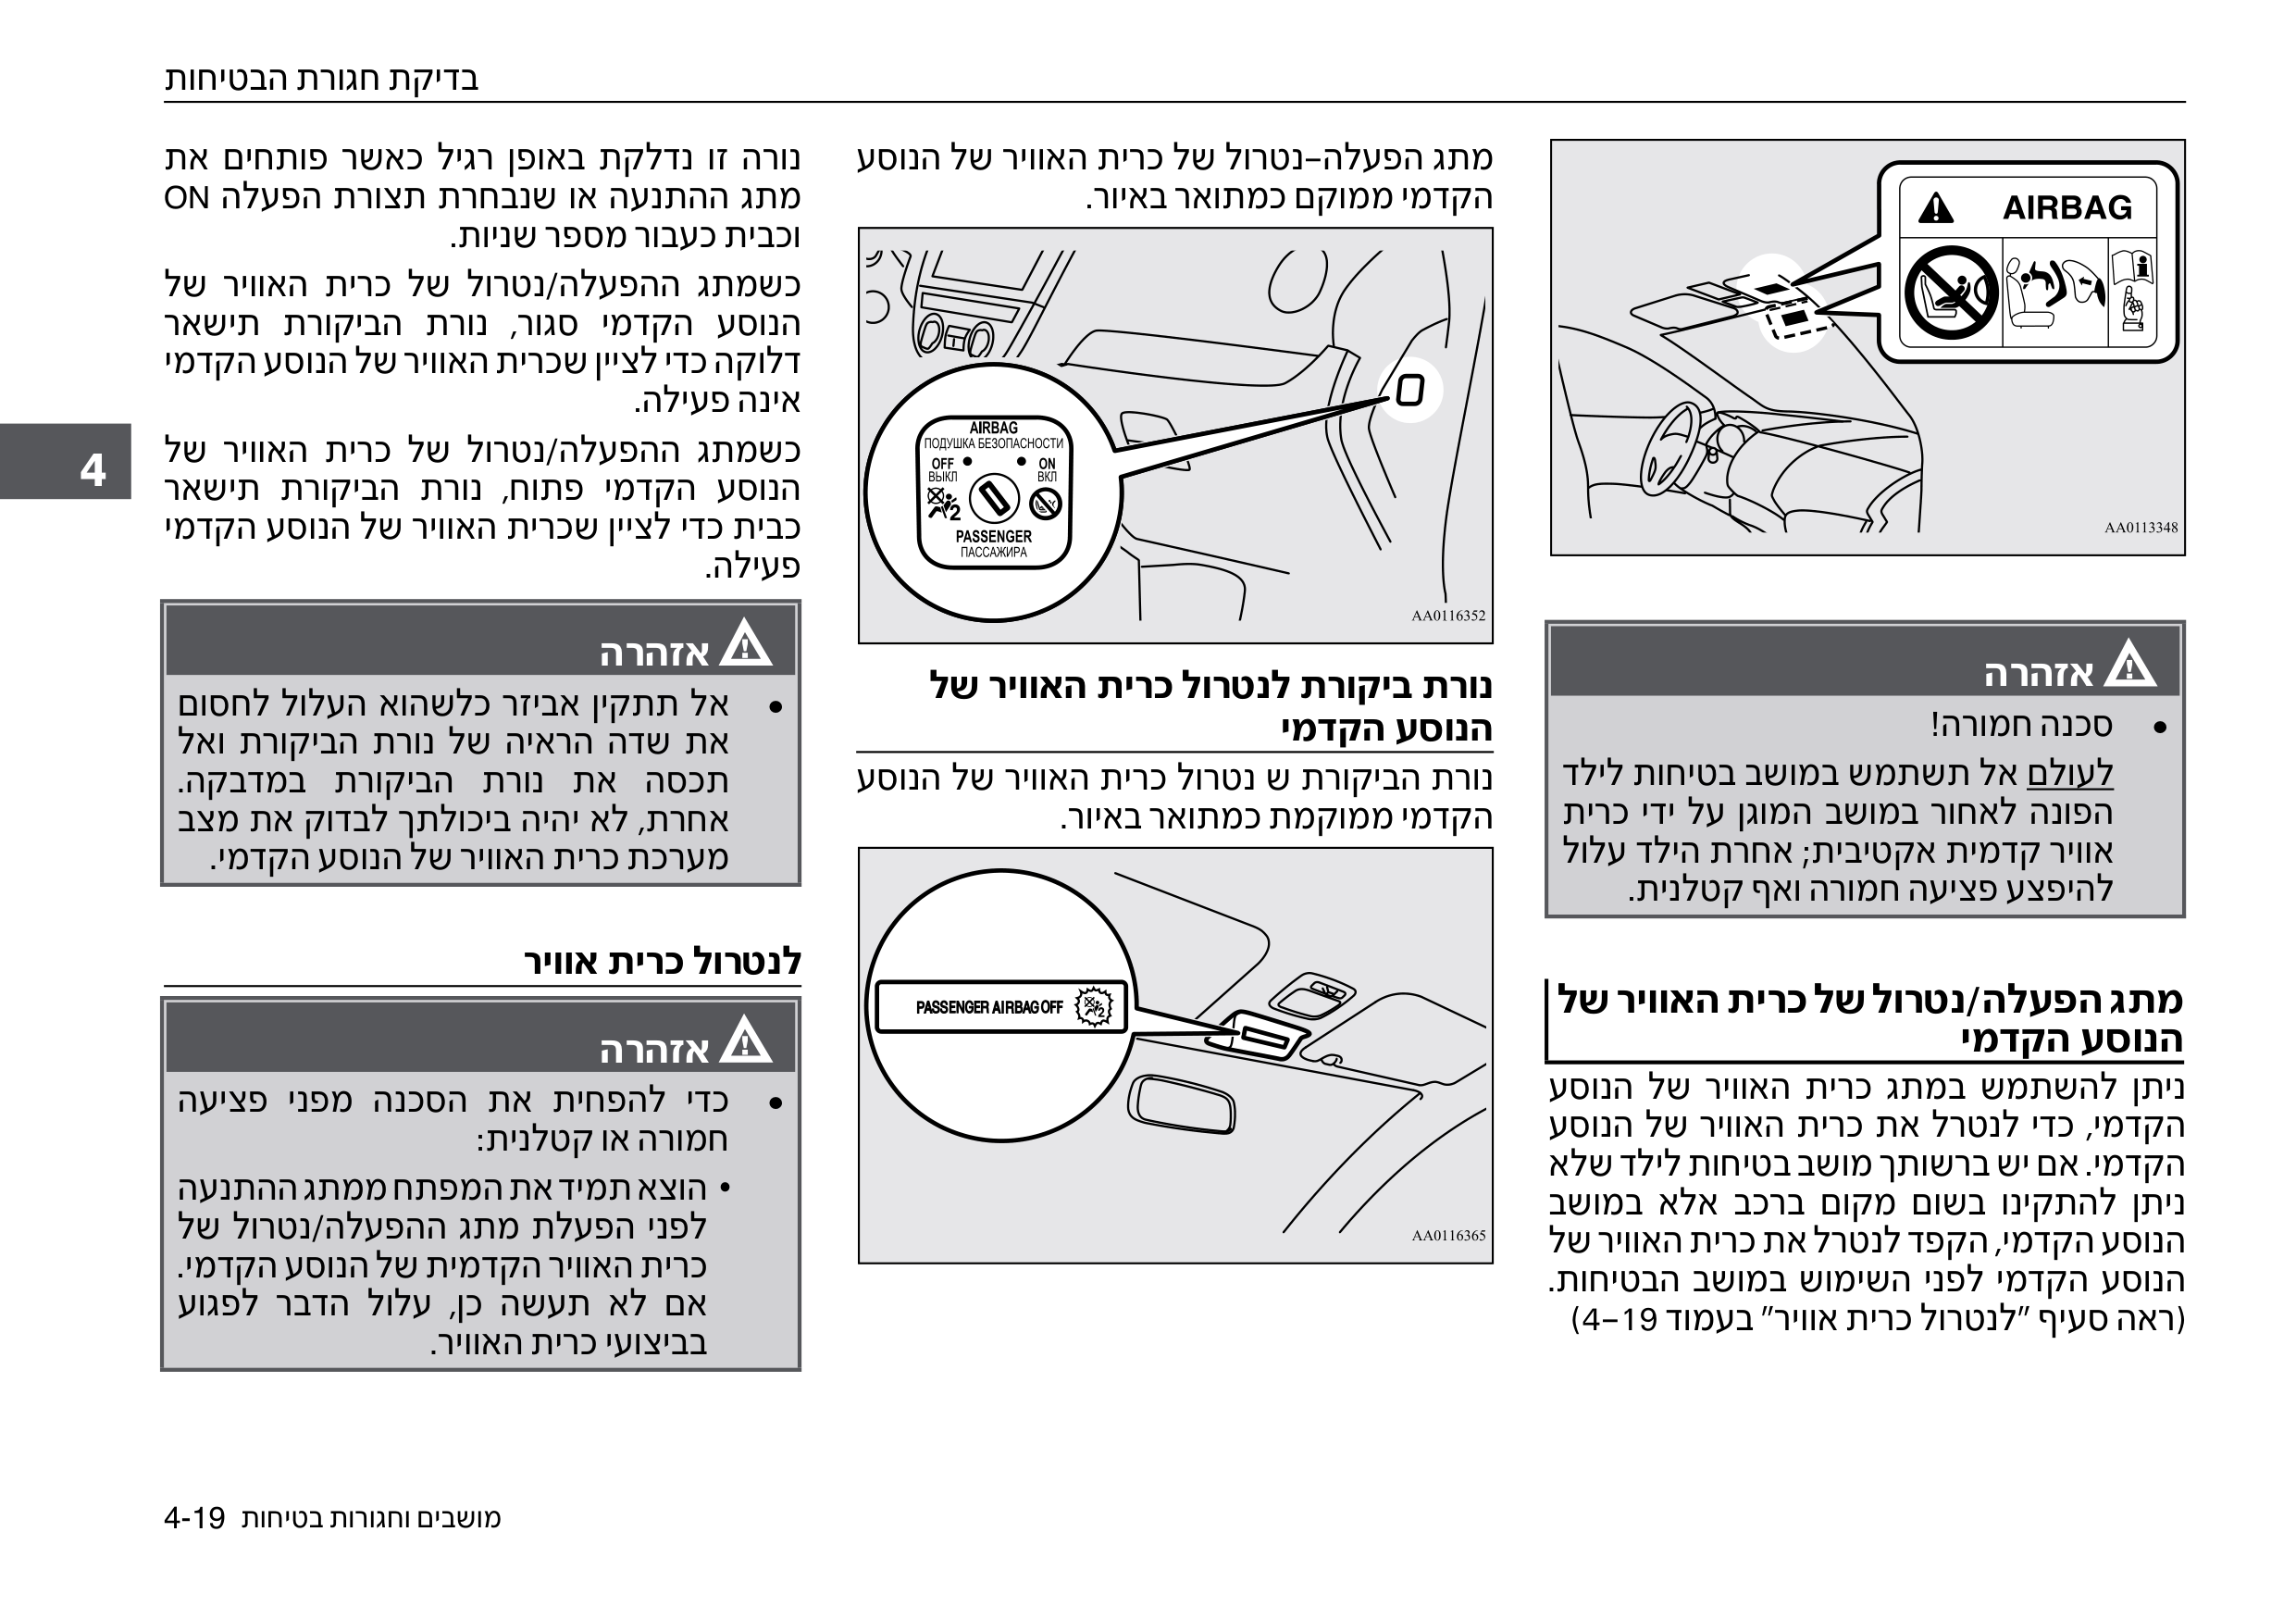 בדיקת חגורת הבטיחות
AIRBAG
AA0113348
אזהרה
• סכנה חמורה!
לעולם אל תשתמש במושב בטיחות לילד
הפונה לאחור במושב המוגן על ידי כרית
אוויר קדמית אקטיבית; אחרת הילד עלול
להיפצע פציעה חמורה ואף קטלנית.
מתג הפעלה/נטרול של כרית האוויר של
הנוסע הקדמי
ניתן להשתמש במתג כרית האוויר של הנוסע
הקדמי, כדי לנטרל את כרית האוויר של הנוסע
הקדמי. אם יש ברשותך מושב בטיחות לילד שלא
ניתן להתקינו בשום מקום ברכב אלא במושב
הנוסע הקדמי, הקפד לנטרל את כרית האוויר של
הנוסע הקדמי לפני השימוש במושב הבטיחות.
(ראה סעיף "לנטרול כרית אוויר" בעמוד 4-19)
מתג הפעלה-נטרול של כרית האוויר של הנוסע
הקדמי ממוקם כמתואר באיור.
AIRBAG
ПОДУШКА БЕЗОПАСНОСТИ
OFF ON
ВЫКЛ ВКЛ
2
PASSENGER
ПАССАЖИРА
AA0116352
נורת ביקורת לנטרול כרית האוויר של
הנוסע הקדמי
נורת הביקורת ש נטרול כרית האוויר של הנוסע
הקדמי ממוקמת כמתואר באיור.
PASSENGER AIRBAG OFF 2
AA0116365
נורה זו נדלקת באופן רגיל כאשר פותחים את
מתג ההתנעה או שנבחרת תצורת הפעלה ON
וכבית כעבור מספר שניות.
כשמתג ההפעלה/נטרול של כרית האוויר של
הנוסע הקדמי סגור, נורת הביקורת תישאר
דלוקה כדי לציין שכרית האוויר של הנוסע הקדמי
אינה פעילה.
כשמתג ההפעלה/נטרול של כרית האוויר של
הנוסע הקדמי פתוח, נורת הביקורת תישאר
כבית כדי לציין שכרית האוויר של הנוסע הקדמי
פעילה.
אזהרה
• אל תתקין אביזר כלשהוא העלול לחסום
את שדה הראיה של נורת הביקורת ואל
תכסה את נורת הביקורת במדבקה.
אחרת, לא יהיה ביכולתך לבדוק את מצב
מערכת כרית האוויר של הנוסע הקדמי.
לנטרול כרית אוויר
אזהרה
• כדי להפחית את הסכנה מפני פציעה
חמורה או קטלנית:
• הוצא תמיד את המפתח ממתג ההתנעה
לפני הפעלת מתג ההפעלה/נטרול של
כרית האוויר הקדמית של הנוסע הקדמי.
אם לא תעשה כן, עלול הדבר לפגוע
בביצועי כרית האוויר.
4
מושבים וחגורות בטיחות 4-19